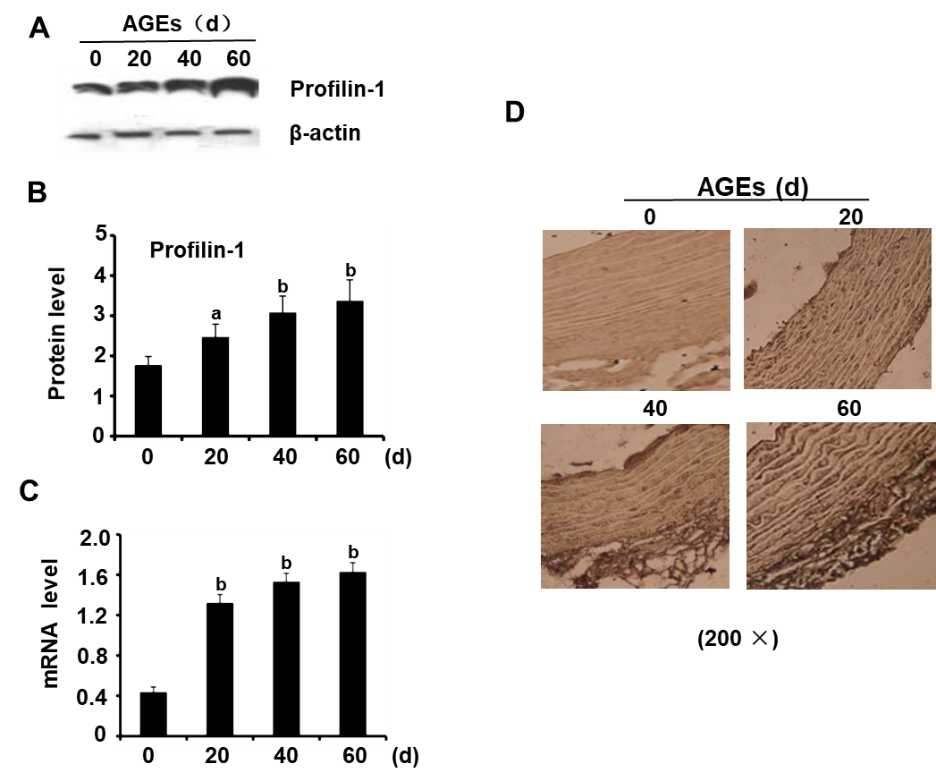 A
AGEs（d）
0 20 40 60
Profilin-1
β-actin
B
Profilin-1
Protein level
5
4
3
2
1
0
a
b
b
0 20 40 60 (d)
C
mRNA level
2.0
1.6
1.2
0.8
0.4
0
b
b
b
0 20 40 60 (d)
D
AGEs (d)
0 20
40 60
(200 ×)